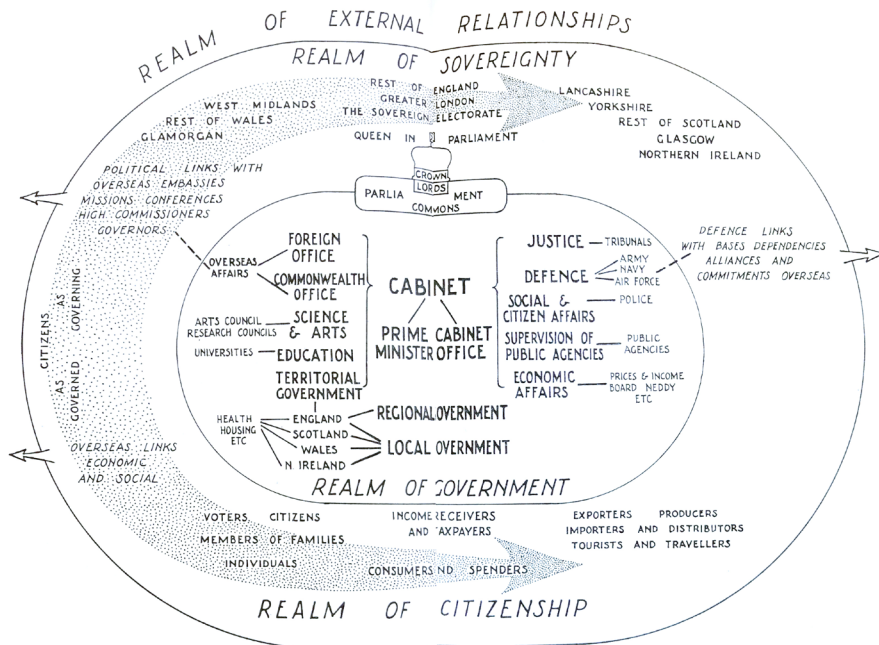 REALM OF EXTERNAL RELATIONSHIPS
REALM OF SOVEREIGNTY
REST OF ENGLAND
GREATER LONDON
THE SOVEREIGN ELECTORATE
WEST MIDLANDS
REST OF WALES
GLAMORGAN
LANCASHIRE
YORKSHIRE
REST OF SCOTLAND
GLASGOW
NORTHERN IRELAND
QUEEN IN PARLIAMENT
CROWN
LORDS
PARLIA MENT
COMMONS
POLITICAL LINKS WITH
OVERSEAS EMBASSIES
MISSIONS CONFERENCES
HIGH COMMISSIONERS
GOVERNORS
OVERSEAS
AFFAIRS
FOREIGN
OFFICE
COMMONWEALTH
OFFICE
ARTS COUNCIL
RESEARCH COUNCILS
SCIENCE
& ARTS
UNIVERSITIES
EDUCATION
TERRITORIAL
GOVERNMENT
CABINET
PRIME
MINISTER
CABINET
OFFICE
JUSTICE
TRIBUNALS
DEFENCE
ARMY
NAVY
AIR FORCE
SOCIAL &
CITIZEN AFFAIRS
POLICE
SUPERVISION OF
PUBLIC AGENCIES
PUBLIC
AGENCIES
ECONOMIC
AFFAIRS
PRICES & INCOME
BOARD NEDDY
ETC
DEFENCE LINKS
WITH BASES DEPENDENCIES
ALLIANCES AND
COMMITMENTS OVERSEAS
CITIZENS AS
AS GOVERNING
GOVERNED
HEALTH
HOUSING
ETC
ENGLAND
SCOTLAND
WALES
N. IRELAND
REGIONALOVERNMENT
LOCAL OVERNMENT
OVERSEAS LINKS
ECONOMIC
AND SOCIAL
REALM OF GOVERNMENT
VOTERS, CITIZENS
MEMBERS OF FAMILIES
INDIVIDUALS
INCOME RECEIVERS
AND TAXPAYERS
CONSUMERS ND SPENDERS
EXPORTERS PRODUCERS
IMPORTERS AND DISTRIBUTORS
TOURISTS AND TRAVELLERS
REALM OF CITIZENSHIP